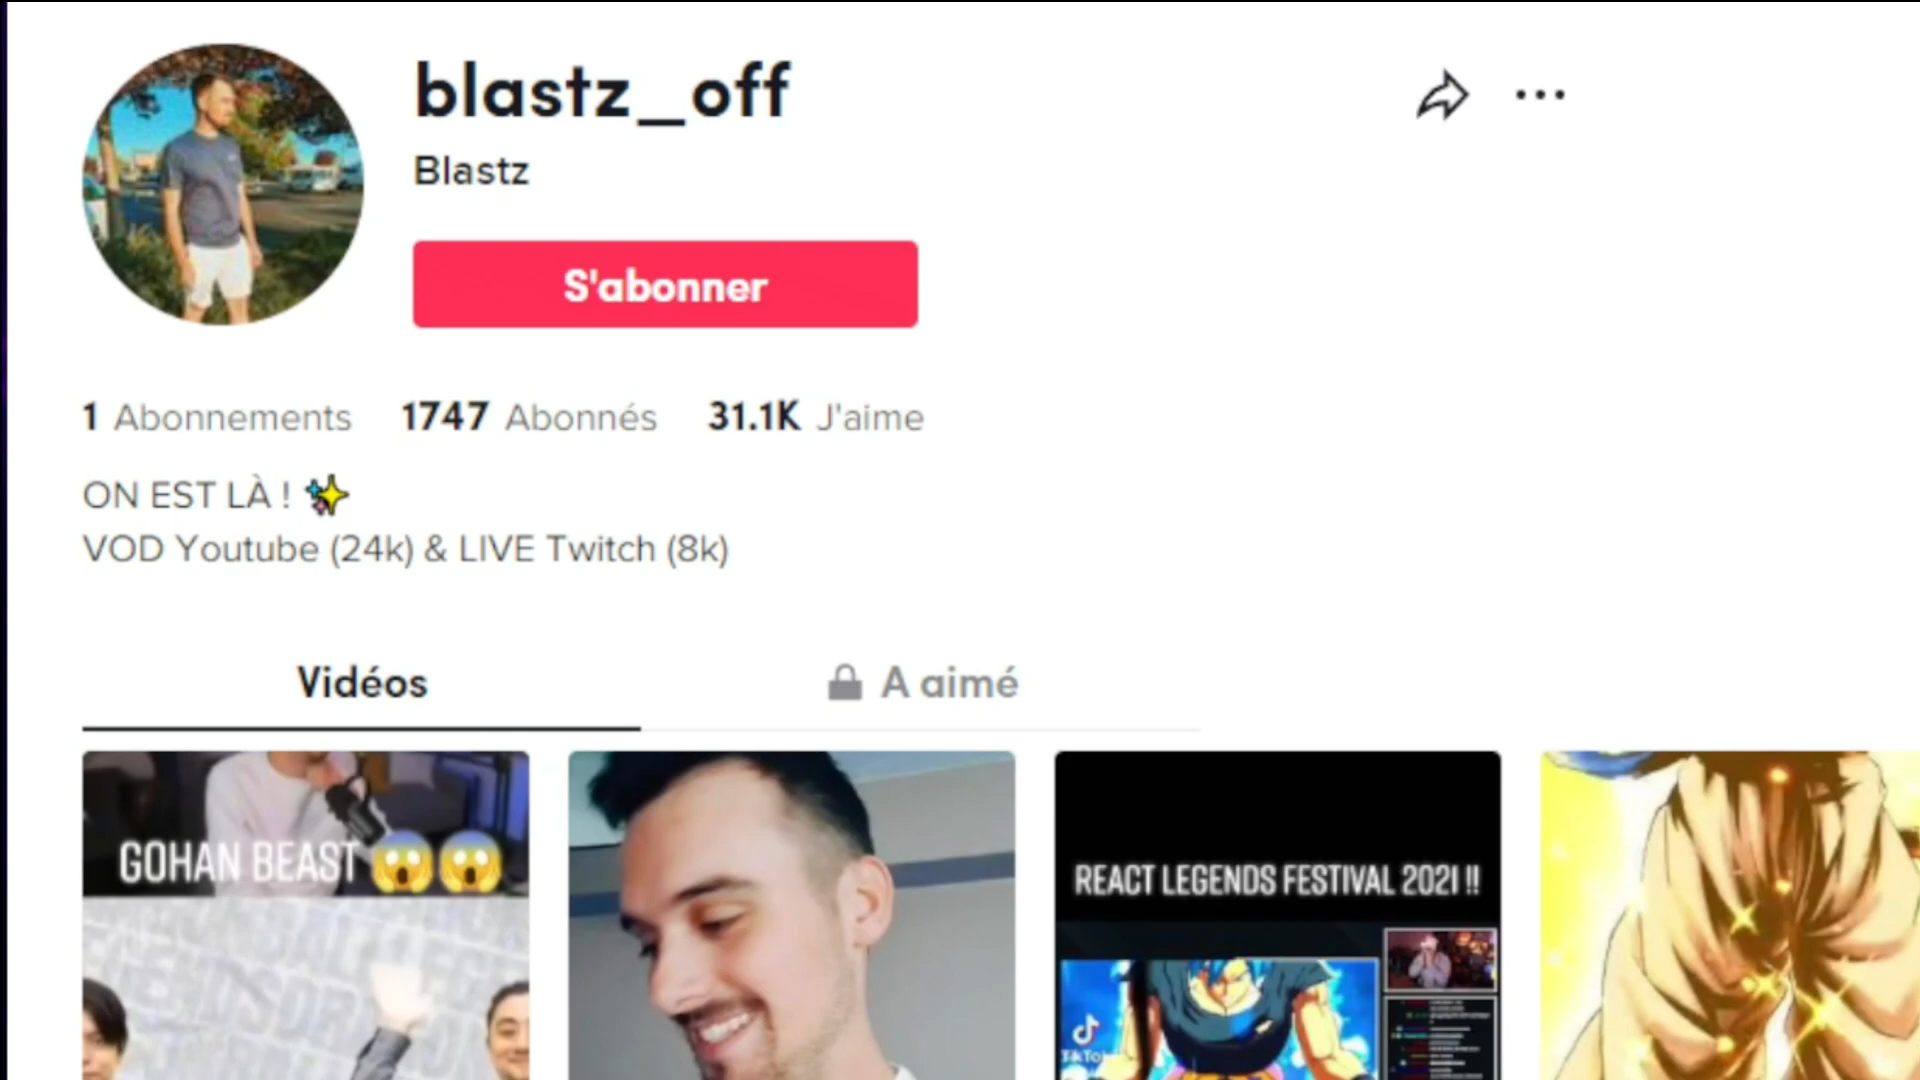 blastz_off
Blastz
S'abonner
1 Abonnements 1747 Abonnés 31.1K J'aime
ON EST LÀ ! ✨
VOD Youtube (24k) & LIVE Twitch (8k)
Vidéos
A aimé
GOHAN BEAST 😱😱
REACT LEGENDS FESTIVAL 2021 !!
TikTo